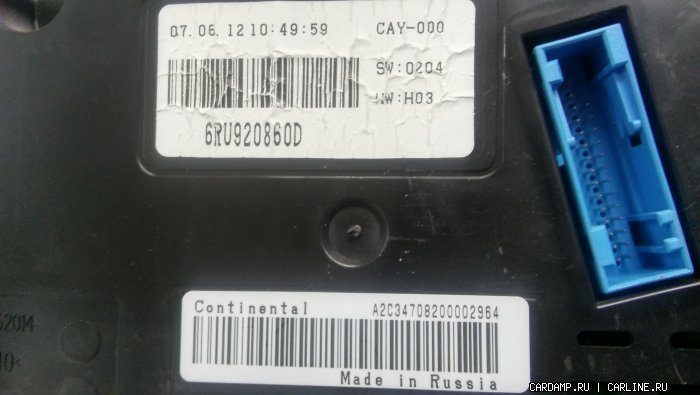 07.06.12 10:49:59 CAY-000
SW:0204
HW:H03
6RU920860D
Continental A2C34708200002964
Made in Russia
2014
CARDAMP.RU | CARLINE.RU